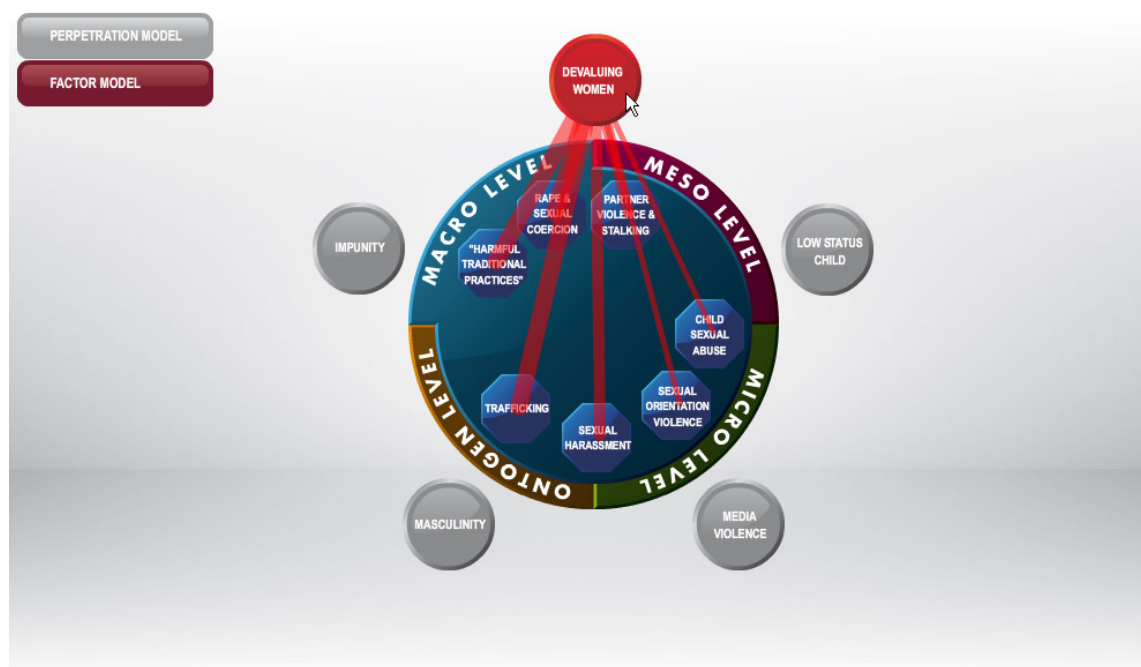 PERPETRATION MODEL
FACTOR MODEL
DEVALUING
WOMEN
MACRO LEVEL
MESO LEVEL
RAPE &
SEXUAL
COERCION
PARTNER
VIOLENCE &
STALKING
IMPUNITY
"HARMFUL
TRADITIONAL
PRACTICES"
LOW STATUS
CHILD
CHILD
SEXUAL
ABUSE
TRAFFICKING
SEXUAL
HARASSMENT
SEXUAL
ORIENTATION
VIOLENCE
ONTOGEN LEVEL
MICRO LEVEL
MASCULINITY
MEDIA
VIOLENCE